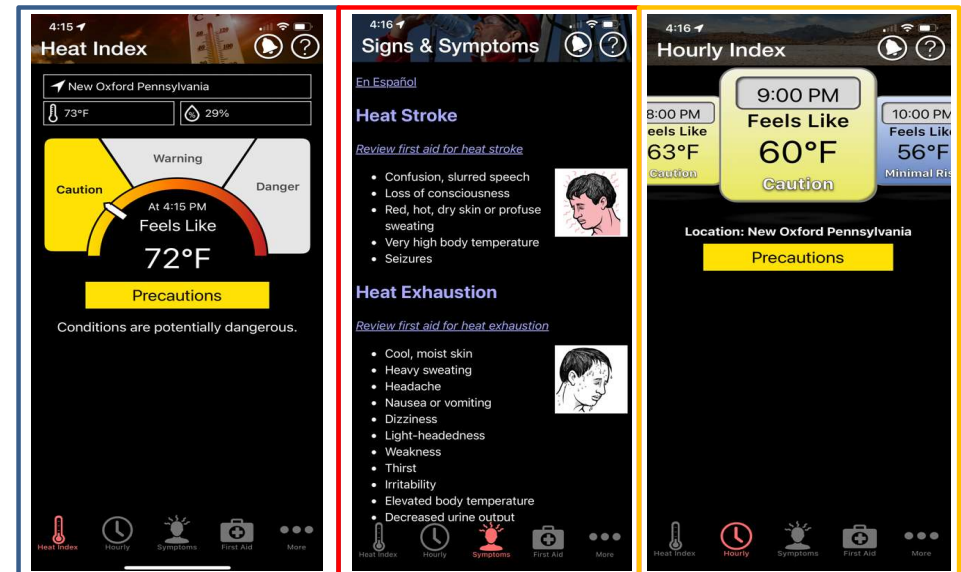 4:15
Heat Index
New Oxford Pennsylvania
73°F
29%
Caution
Warning
Danger
At 4:15 PM
Feels Like
72°F
Precautions
Conditions are potentially dangerous.
Heat Index
Hourly
Symptoms
First Aid
More
4:16
Signs & Symptoms
En Español
Heat Stroke
Review first aid for heat stroke
• Confusion, slurred speech
• Loss of consciousness
• Red, hot, dry skin or profuse
sweating
• Very high body temperature
• Seizures
Heat Exhaustion
Review first aid for heat exhaustion
• Cool, moist skin
• Heavy sweating
• Headache
• Nausea or vomiting
• Dizziness
• Light-headedness
• Weakness
• Thirst
• Irritability
• Elevated body temperature
• Decreased urine output
Heat Index
Hourly
Symptoms
First Aid
More
4:16
Hourly Index
8:00 PM
eels Like
63°F
Caution
9:00 PM
Feels Like
60°F
Caution
10:00 PM
Feels Lik
56°F
Minimal Ris
Location: New Oxford Pennsylvania
Precautions
Heat Index
Hourly
Symptoms
First Aid
More